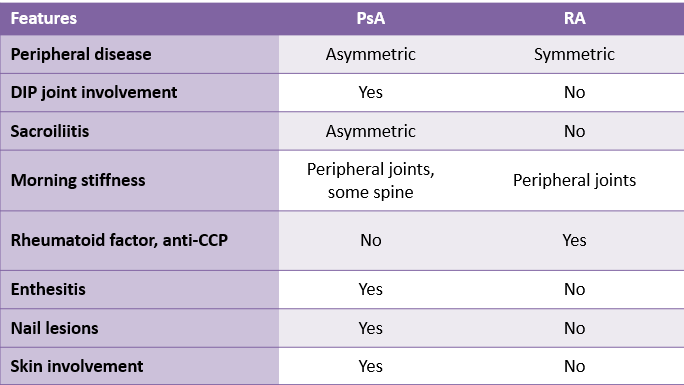 Features PsA RA
Peripheral disease Asymmetric Symmetric
DIP joint involvement Yes No
Sacroiliitis Asymmetric No
Morning stiffness Peripheral joints, some spine Peripheral joints
Rheumatoid factor, anti-CCP No Yes
Enthesitis Yes No
Nail lesions Yes No
Skin involvement Yes No